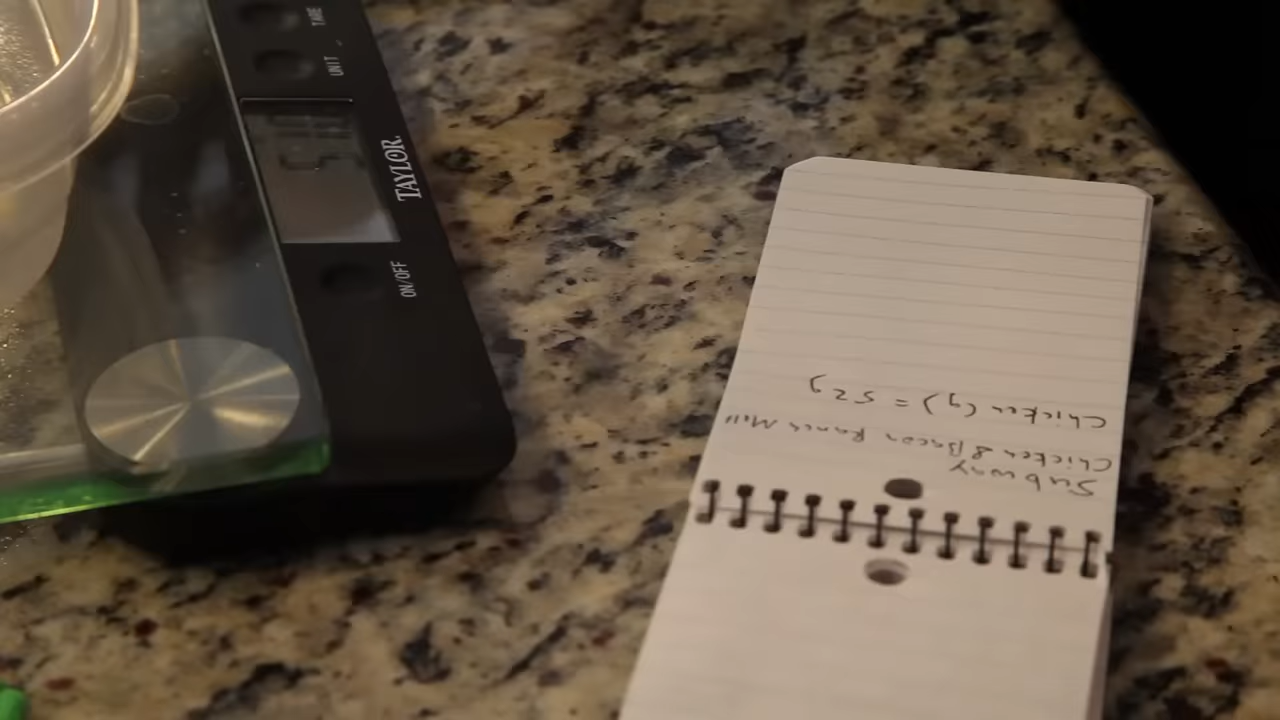 TARE
UNIT
TAYLOR
ON/OFF
Subway
Chicken & Bacon Ranch Melt
Chicken (g) = 52g